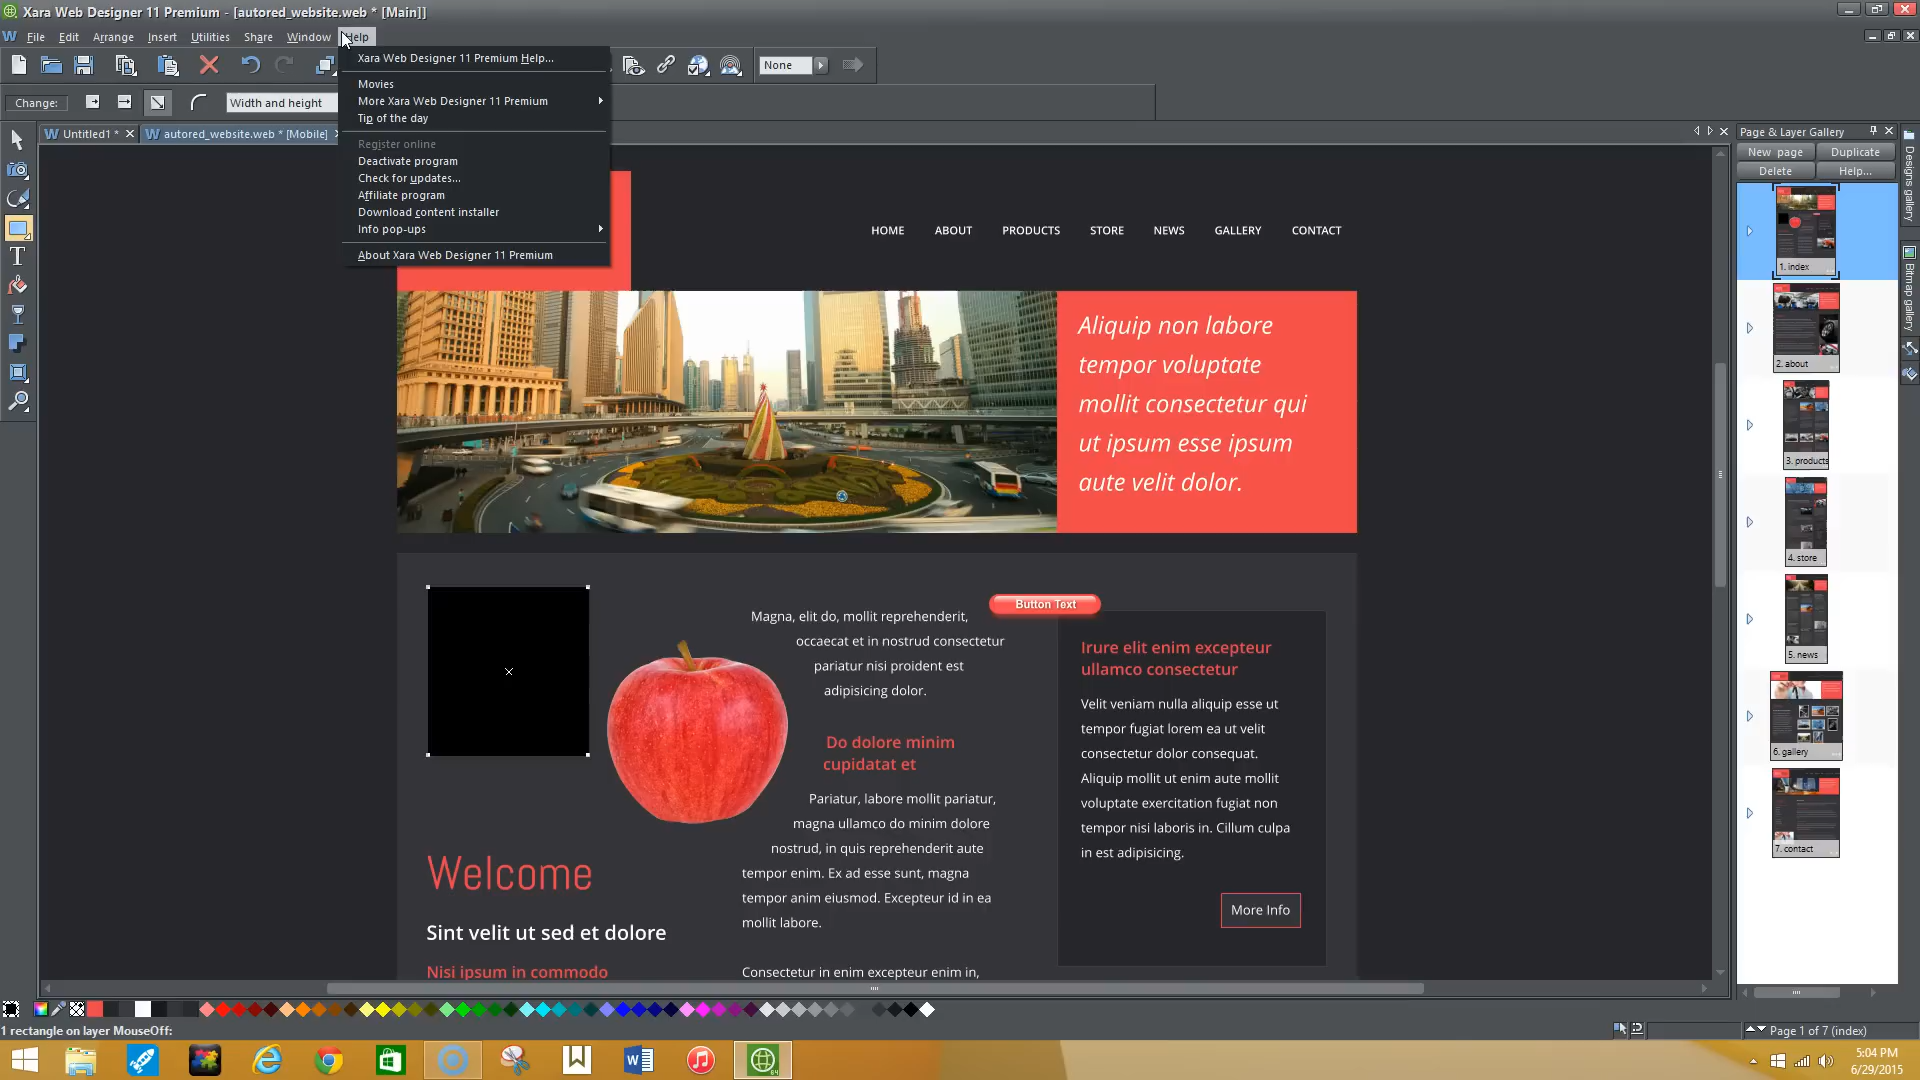 Xara Web Designer 11 Premium - [autored_website.web * [Main]]
File Edit Arrange Insert Utilities Share Window Help
Xara Web Designer 11 Premium Help...
Movies
More Xara Web Designer 11 Premium
Tip of the day
Register online
Deactivate program
Check for updates...
Affiliate program
Download content installer
Info pop-ups
About Xara Web Designer 11 Premium
None
Change:
Width and height
Untitled1 *
autored_website.web * [Mobile]
HOME ABOUT PRODUCTS STORE NEWS GALLERY CONTACT
Aliquip non labore
tempor voluptate
mollit consectetur qui
ut ipsum esse ipsum
aute velit dolor.
Magna, elit do, mollit reprehenderit,
occaecat et in nostrud consectetur
pariatur nisi proident est
adipisicing dolor.
Do dolore minim
cupidatat et
Pariatur, labore mollit pariatur,
magna ullamco do minim dolore
nostrud, in quis reprehenderit aute
tempor enim. Ex ad esse sunt, magna
tempor anim eiusmod. Excepteur id in ea
mollit labore.
Consectetur in enim excepteur enim in,
Welcome
Sint velit ut sed et dolore
Nisi ipsum in commodo
Button Text
Irure elit enim excepteur
ullamco consectetur
Velit veniam nulla aliquip esse ut
tempor fugiat lorem ea ut velit
consectetur dolor consequat.
Aliquip mollit ut enim aute mollit
voluptate exercitation fugiat non
tempor nisi laboris in. Cillum culpa
in est adipisicing.
More Info
Page & Layer Gallery
New page Duplicate
Delete Help...
1. index
2. about
3. products
4. store
5. news
6. gallery
7. contact
Designs gallery
Bitmap gallery
1 rectangle on layer MouseOff:
Page 1 of 7 (index)
5:04 PM
6/29/2015